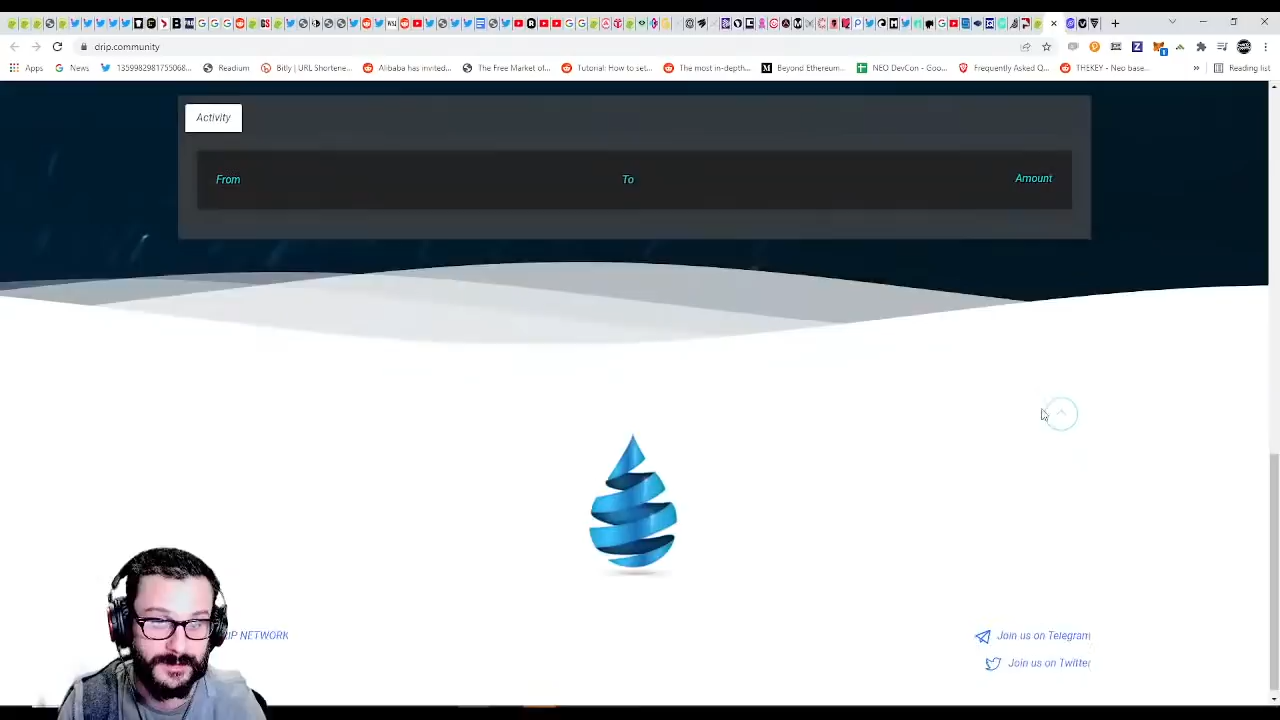 drip.community
Apps
News
1359982981755068...
Readium
Bitly | URL Shortene...
Alibaba has invited...
The Free Market of...
Tutorial: How to set...
The most in-depth...
Beyond Ethereum...
NEO DevCon - Goo...
Frequently Asked Q...
THEKEY - Neo base...
»
Reading list
Activity
From
To
Amount
IP NETWORK
Join us on Telegram
Join us on Twitter